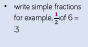 • •write simple fractions
for example, 1/2 of 6 =
3